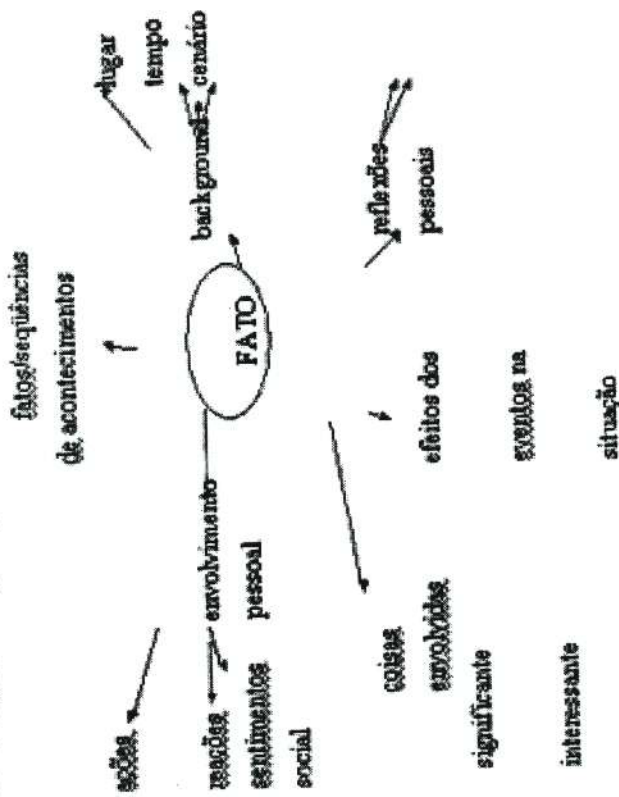 fatos/seqüências
de acontecimentos
lugar
tempo
cenário
background
ações
envolvimento
pessoal
reações
sentimentos
social
FATO
reflexões
pessoais
coisas
envolvidas
significante
interessante
efeitos dos
eventos na
situação